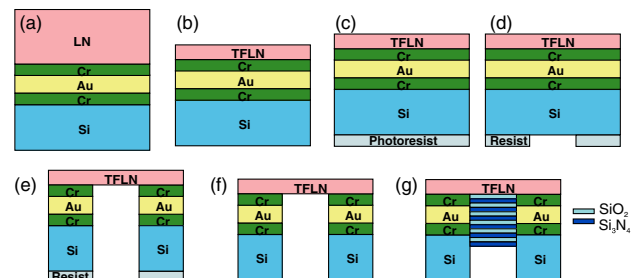 (a)
LN
Cr
Au
Cr
Si
(b)
TFLN
Cr
Au
Cr
Si
(c)
TFLN
Cr
Au
Cr
Si
Photoresist
(d)
TFLN
Cr
Au
Cr
Si
Resist
(e)
TFLN
Cr Cr
Au Au
Cr Cr
Si Si
Resist
(f)
TFLN
Cr Cr
Au Au
Cr Cr
Si Si
(g)
TFLN
Cr Cr
Au Au
Cr Cr
Si Si
SiO₂
Si₃N₄